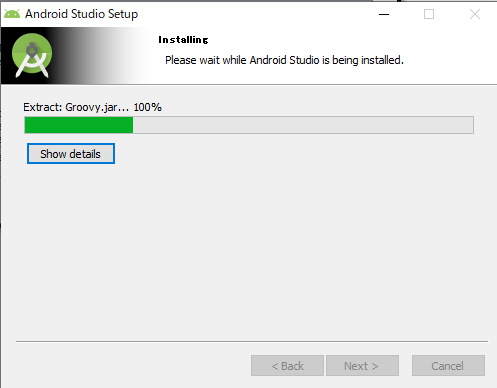 Android Studio Setup
Installing
Please wait while Android Studio is being installed.
Extract: Groovy.jar... 100%
Show details
< Back
Next >
Cancel